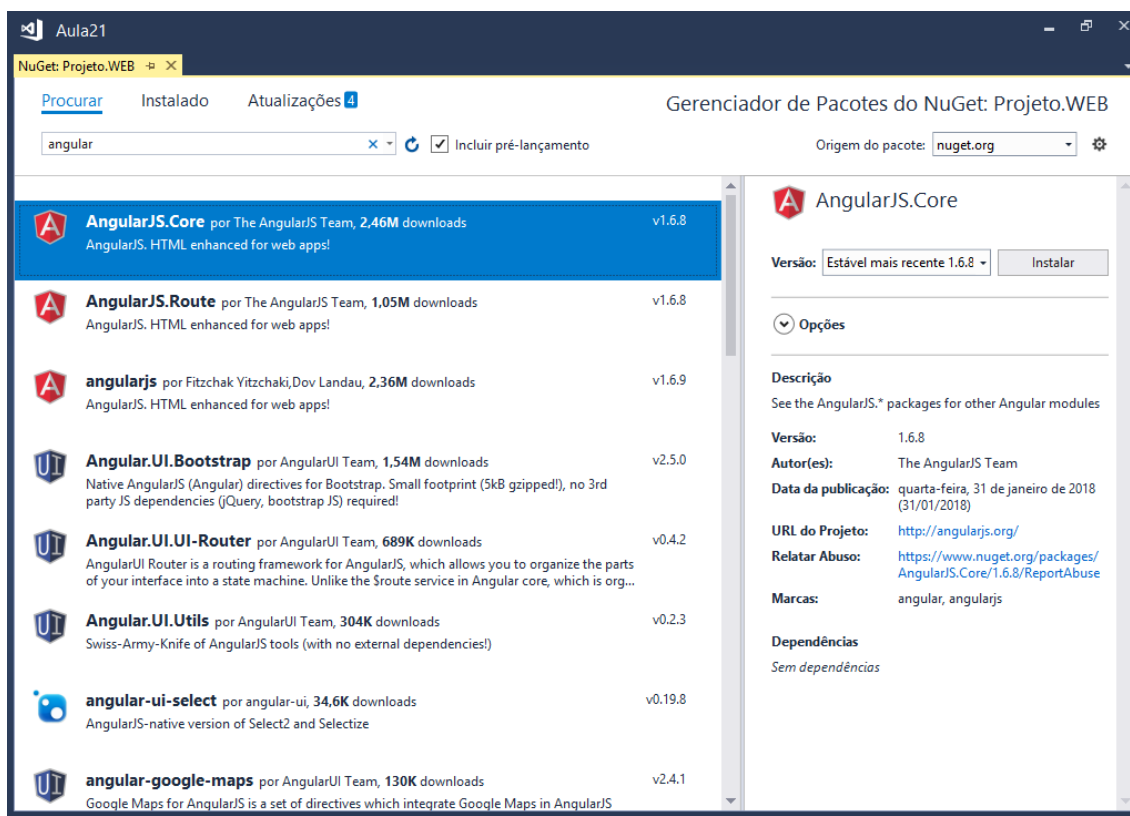 Aula21
NuGet: Projeto.WEB
Procurar Instalado Atualizações 4
Gerenciador de Pacotes do NuGet: Projeto.WEB
angular
Incluir pré-lançamento
Origem do pacote: nuget.org
AngularJS.Core por The AngularJS Team, 2,46M downloads v1.6.8
AngularJS. HTML enhanced for web apps!
AngularJS.Route por The AngularJS Team, 1,05M downloads v1.6.8
AngularJS. HTML enhanced for web apps!
angularjs por Fitzchak Yitzchaki,Dov Landau, 2,36M downloads v1.6.9
AngularJS. HTML enhanced for web apps!
Angular.UI.Bootstrap por AngularUI Team, 1,54M downloads v2.5.0
Native AngularJS (Angular) directives for Bootstrap. Small footprint (5kB gzipped!), no 3rd
party JS dependencies (jQuery, bootstrap JS) required!
Angular.UI.UI-Router por AngularUI Team, 689K downloads v0.4.2
AngularUI Router is a routing framework for AngularJS, which allows you to organize the parts
of your interface into a state machine. Unlike the $route service in Angular core, which is org...
Angular.UI.Utils por AngularUI Team, 304K downloads v0.2.3
Swiss-Army-Knife of AngularJS tools (with no external dependencies!)
angular-ui-select por angular-ui, 34,6K downloads v0.19.8
AngularJS-native version of Select2 and Selectize
angular-google-maps por AngularUI Team, 130K downloads v2.4.1
Google Maps for AngularJS is a set of directives which integrate Google Maps in AngularJS
AngularJS.Core
Versão: Estável mais recente 1.6.8 Instalar
Opções
Descrição
See the AngularJS.* packages for other Angular modules
Versão: 1.6.8
Autor(es): The AngularJS Team
Data da publicação: quarta-feira, 31 de janeiro de 2018
(31/01/2018)
URL do Projeto: http://angularjs.org/
Relatar Abuso: https://www.nuget.org/packages/
AngularJS.Core/1.6.8/ReportAbuse
Marcas: angular, angularjs
Dependências
Sem dependências